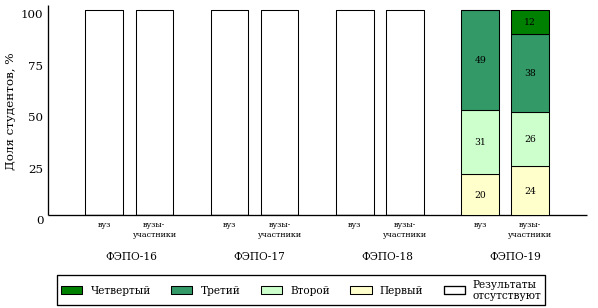 Доля студентов, %
100
75
50
25
0
49
31
20
12
38
26
24
вуз
вузы-
участники
вуз
вузы-
участники
вуз
вузы-
участники
вуз
вузы-
участники
ФЭПО-16
ФЭПО-17
ФЭПО-18
ФЭПО-19
Четвертый
Третий
Второй
Первый
Результаты
отсутствуют